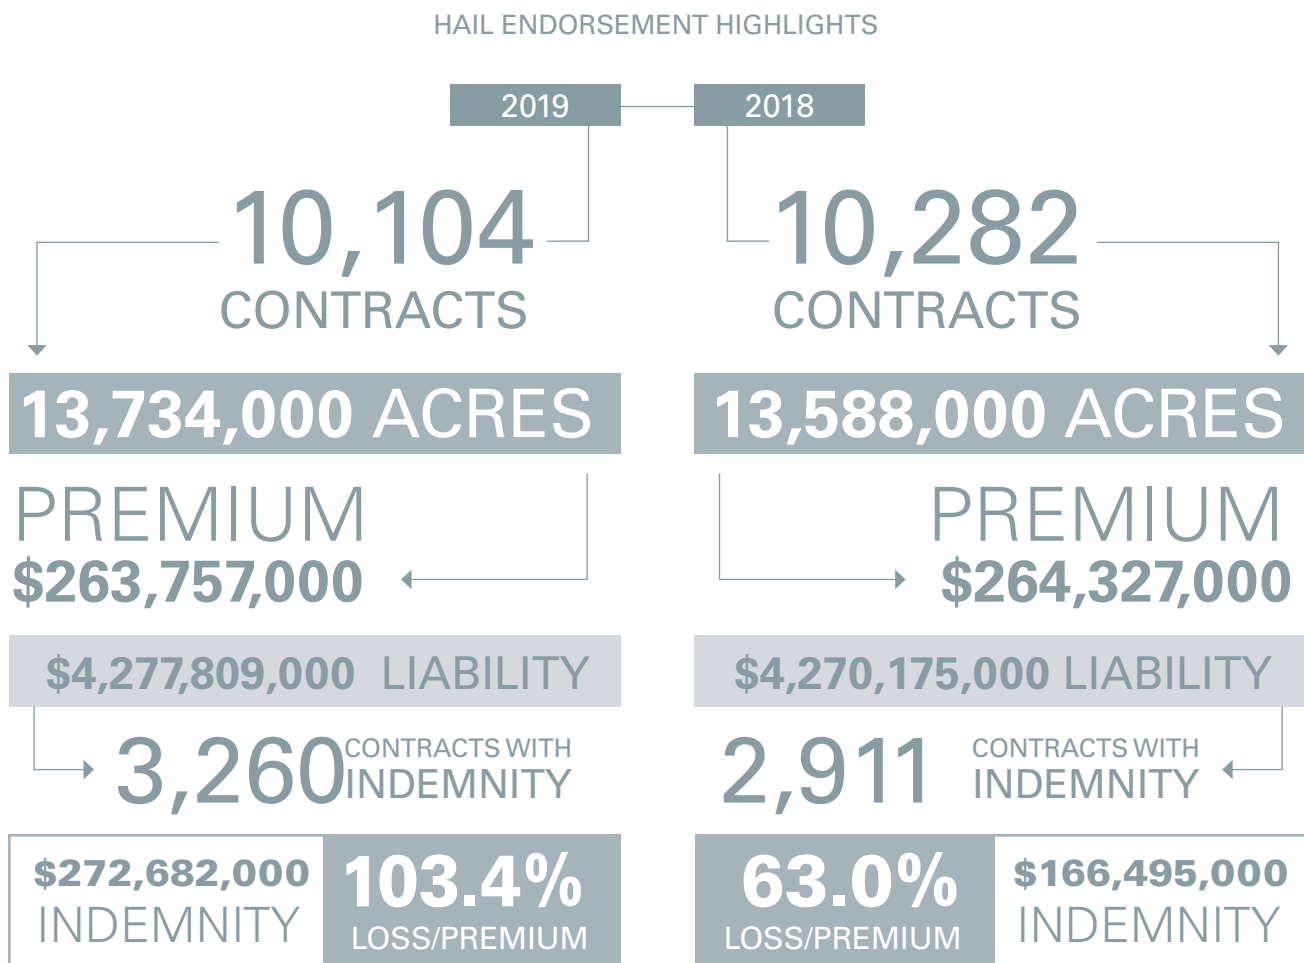 HAIL ENDORSEMENT HIGHLIGHTS
2019
10,104
CONTRACTS
13,734,000 ACRES
PREMIUM
$263,757,000
$4,277,809,000 LIABILITY
3,260 CONTRACTS WITH
INDEMNITY
$272,682,000
INDEMNITY
103.4%
LOSS/PREMIUM
2018
10,282
CONTRACTS
13,588,000 ACRES
PREMIUM
$264,327,000
$4,270,175,000 LIABILITY
2,911 CONTRACTS WITH
INDEMNITY
63.0%
LOSS/PREMIUM
$166,495,000
INDEMNITY